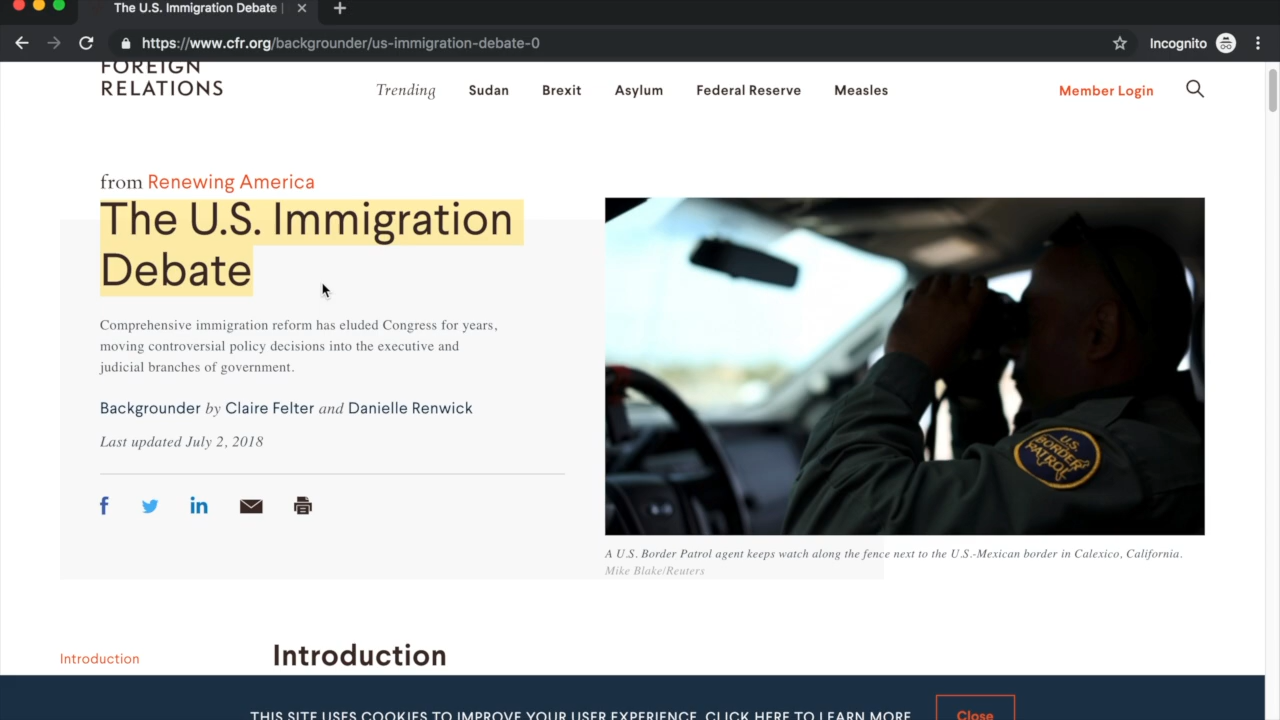 The U.S. Immigration Debate |
https://www.cfr.org/backgrounder/us-immigration-debate-0
Incognito
FOREIGN
RELATIONS
Trending Sudan Brexit Asylum Federal Reserve Measles
Member Login
from Renewing America
The U.S. Immigration
Debate
Comprehensive immigration reform has eluded Congress for years,
moving controversial policy decisions into the executive and
judicial branches of government.
Backgrounder by Claire Felter and Danielle Renwick
Last updated July 2, 2018
f
in
U.S.
BORDER
PATROL
A U.S. Border Patrol agent keeps watch along the fence next to the U.S.-Mexican border in Calexico, California.
Mike Blake/Reuters
Introduction
Introduction
THIS SITE USES COOKIES TO IMPROVE YOUR USER EXPERIENCE. CLICK HERE TO LEARN MORE
Close